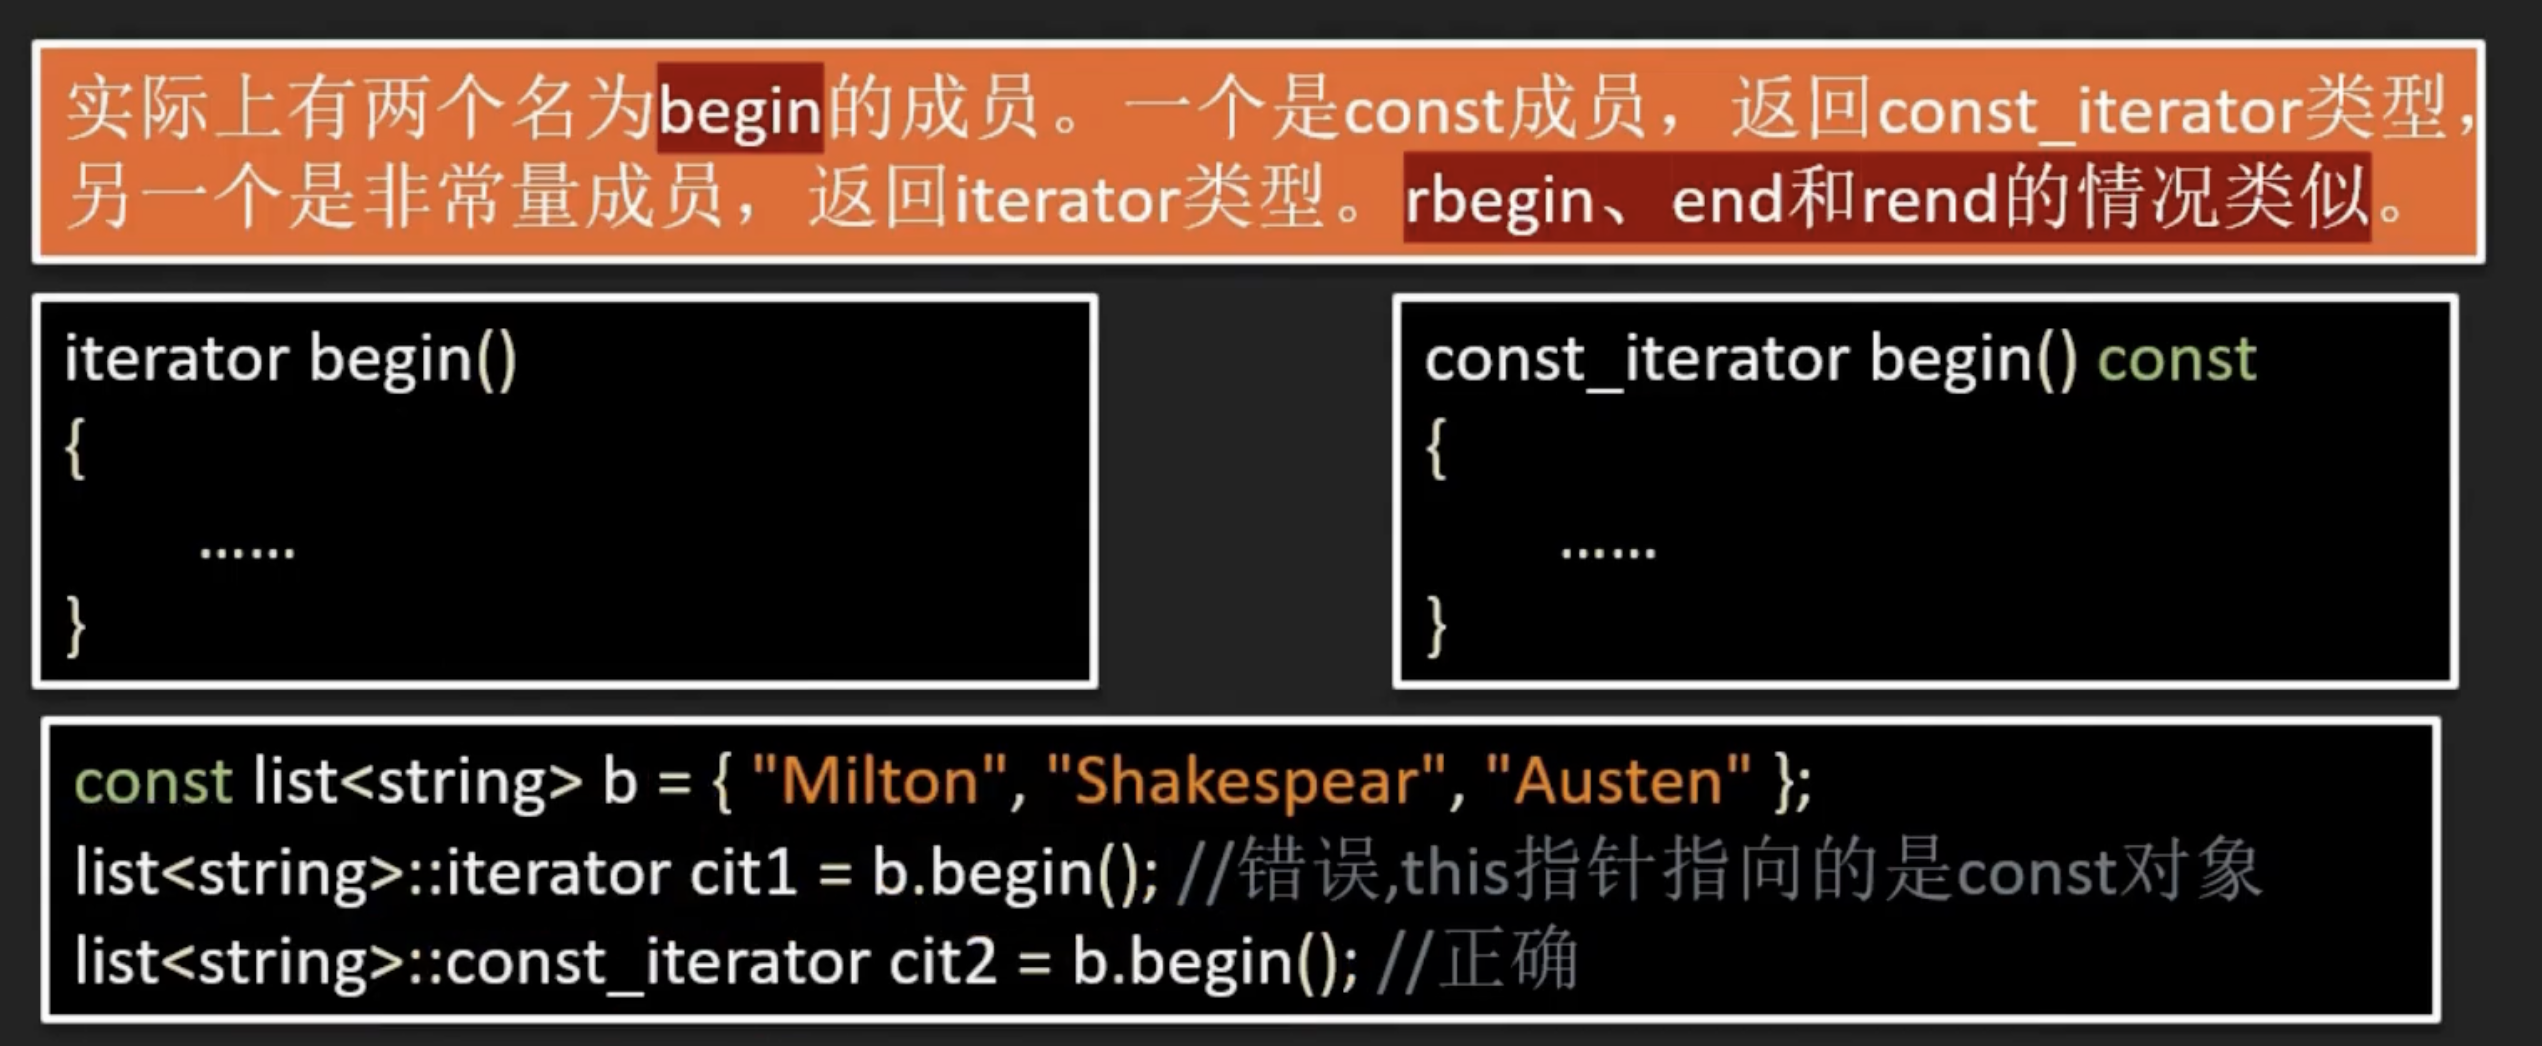 实际上有两个名为begin的成员。一个是const成员，返回const_iterator类型，
另一个是非常量成员，返回iterator类型。rbegin、end和rend的情况类似。
iterator begin()
{
......
}
const_iterator begin() const
{
......
}
const list<string> b = { "Milton", "Shakespear", "Austen" };
list<string>::iterator cit1 = b.begin(); //错误,this指针指向的是const对象
list<string>::const_iterator cit2 = b.begin(); //正确